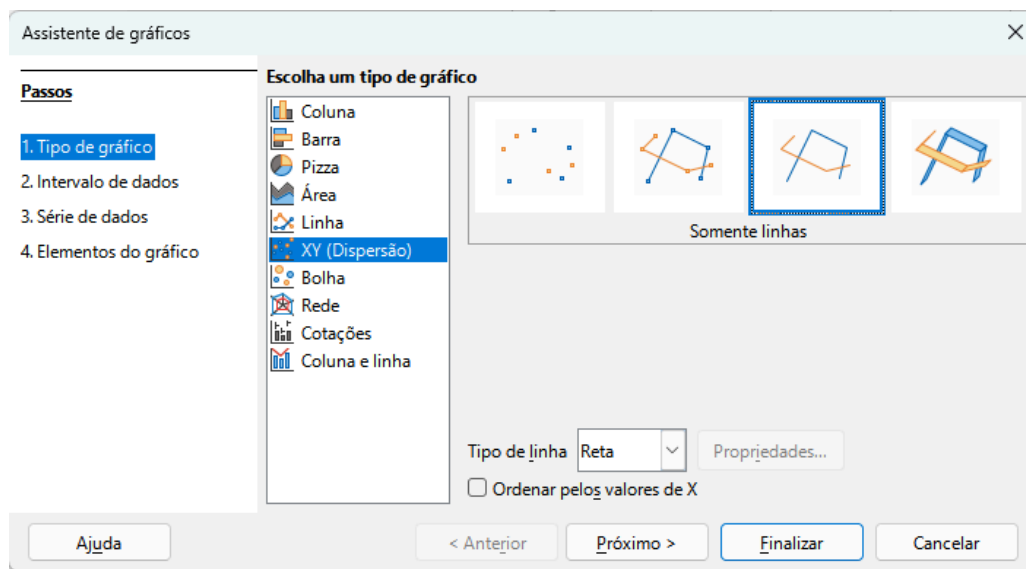 Assistente de gráficos
Passos
1. Tipo de gráfico
2. Intervalo de dados
3. Série de dados
4. Elementos do gráfico
Escolha um tipo de gráfico
Coluna
Barra
Pizza
Área
Linha
XY (Dispersão)
Bolha
Rede
Cotações
Coluna e linha
Somente linhas
Tipo de linha Reta Propriedades...
Ordenar pelos valores de X
Ajuda < Anterior Próximo > Finalizar Cancelar